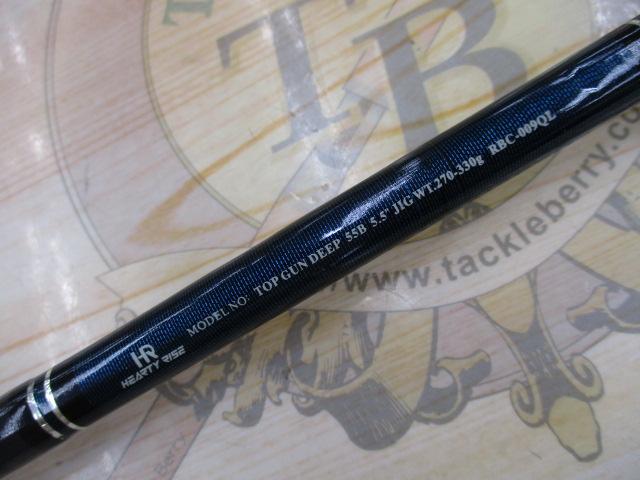 TB
HR
HEARTY RISE
MODEL NO: TOP GUN DEEP 55B 5.5" JIG WT.270-330g RBC-009QL
www.tackleberry.co